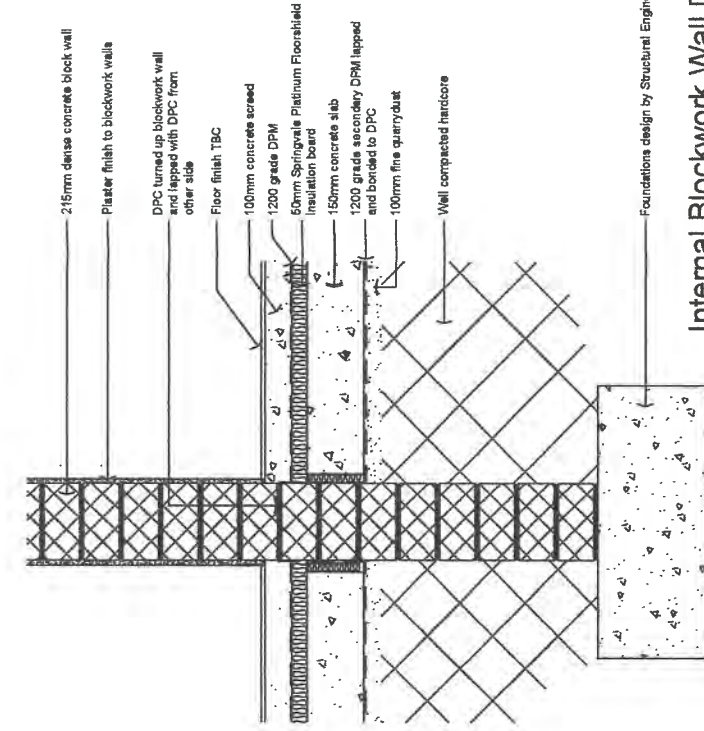 215mm dense concrete block wall
Plaster finish to blockwork walls
DPC turned up blockwork wall
and lapped with DPC from
other side
Floor finish TBC
100mm concrete screed
1200 grade DPM
50mm Springvale Platinum Floorshield
Insulation board
150mm concrete slab
1200 grade secondary DPM lapped
and bonded to DPC
100mm fine quarrydust
Well compacted hardcore
Foundations design by Structural
Internal Blockwork Wall